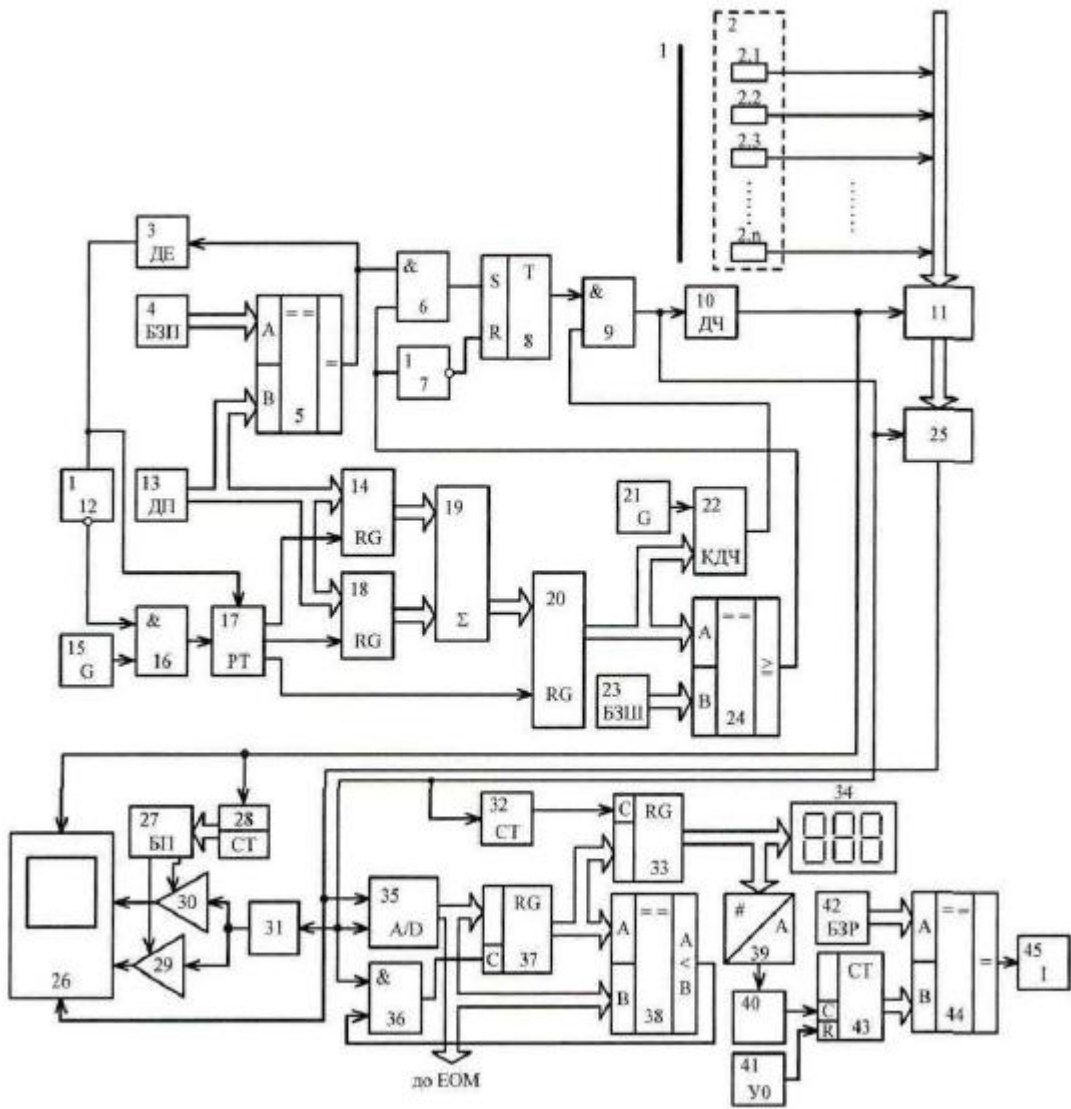 2
1
2.1
2.2
2.3
2.n
3
ДЕ
4
БЗП
A
B
= =
=
5
&
6
1
7
S
R
T
8
&
9
10
ДЧ
11
25
1
12
13
ДП
14
RG
18
RG
19
Σ
20
RG
21
G
22
КДЧ
15
G
&
16
17
РТ
23
БЗШ
A
B
= =
24
27
БП
28
СТ
30
29
31
26
32
СТ
C
RG
33
34
35
A/D
&
36
RG
C
37
A
B
= =
A
<
B
38
#
A
39
40
41
У0
42
БЗР
СТ
C
R
43
A
B
= =
=
44
45
I
до ЕОМ